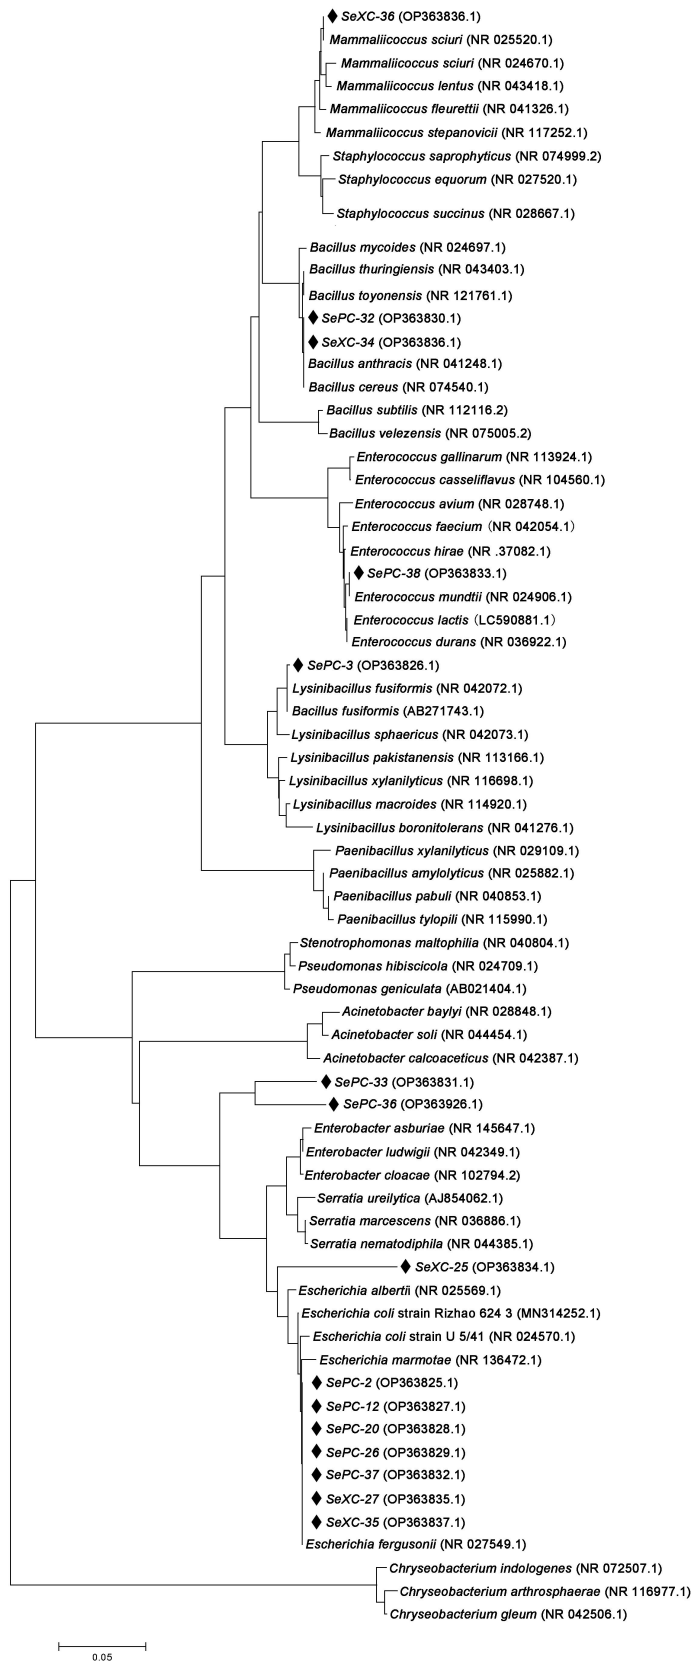 ◆ SeXC-36 (OP363836.1)
Mammaliicoccus sciuri (NR 025520.1)
Mammaliicoccus sciuri (NR 024670.1)
Mammaliicoccus lentus (NR 043418.1)
Mammaliicoccus fleurettii (NR 041326.1)
Mammaliicoccus stepanovicii (NR 117252.1)
Staphylococcus saprophyticus (NR 074999.2)
Staphylococcus equorum (NR 027520.1)
Staphylococcus succinus (NR 028667.1)
Bacillus mycoides (NR 024697.1)
Bacillus thuringiensis (NR 043403.1)
Bacillus toyonensis (NR 121761.1)
◆ SePC-32 (OP363830.1)
◆ SeXC-34 (OP363836.1)
Bacillus anthracis (NR 041248.1)
Bacillus cereus (NR 074540.1)
Bacillus subtilis (NR 112116.2)
Bacillus velezensis (NR 075005.2)
Enterococcus gallinarum (NR 113924.1)
Enterococcus casseliflavus (NR 104560.1)
Enterococcus avium (NR 028748.1)
Enterococcus faecium（NR 042054.1）
Enterococcus hirae (NR .37082.1)
◆ SePC-38 (OP363833.1)
Enterococcus mundtii (NR 024906.1)
Enterococcus lactis（LC590881.1）
Enterococcus durans (NR 036922.1)
◆ SePC-3 (OP363826.1)
Lysinibacillus fusiformis (NR 042072.1)
Bacillus fusiformis (AB271743.1)
Lysinibacillus sphaericus (NR 042073.1)
Lysinibacillus pakistanensis (NR 113166.1)
Lysinibacillus xylanilyticus (NR 116698.1)
Lysinibacillus macroides (NR 114920.1)
Lysinibacillus boronitolerans (NR 041276.1)
Paenibacillus xylanilyticus (NR 029109.1)
Paenibacillus amylolyticus (NR 025882.1)
Paenibacillus pabuli (NR 040853.1)
Paenibacillus tylopili (NR 115990.1)
Stenotrophomonas maltophilia (NR 040804.1)
Pseudomonas hibiscicola (NR 024709.1)
Pseudomonas geniculata (AB021404.1)
Acinetobacter baylyi (NR 028848.1)
Acinetobacter soli (NR 044454.1)
Acinetobacter calcoaceticus (NR 042387.1)
◆ SePC-33 (OP363831.1)
◆ SePC-36 (OP363926.1)
Enterobacter asburiae (NR 145647.1)
Enterobacter ludwigii (NR 042349.1)
Enterobacter cloacae (NR 102794.2)
Serratia ureilytica (AJ854062.1)
Serratia marcescens (NR 036886.1)
Serratia nematodiphila (NR 044385.1)
◆ SeXC-25 (OP363834.1)
Escherichia albertii (NR 025569.1)
Escherichia coli strain Rizhao 624 3 (MN314252.1)
Escherichia coli strain U 5/41 (NR 024570.1)
Escherichia marmotae (NR 136472.1)
◆ SePC-2 (OP363825.1)
◆ SePC-12 (OP363827.1)
◆ SePC-20 (OP363828.1)
◆ SePC-26 (OP363829.1)
◆ SePC-37 (OP363832.1)
◆ SeXC-27 (OP363835.1)
◆ SeXC-35 (OP363837.1)
Escherichia fergusonii (NR 027549.1)
Chryseobacterium indologenes (NR 072507.1)
Chryseobacterium arthrosphaerae (NR 116977.1)
Chryseobacterium gleum (NR 042506.1)
0.05